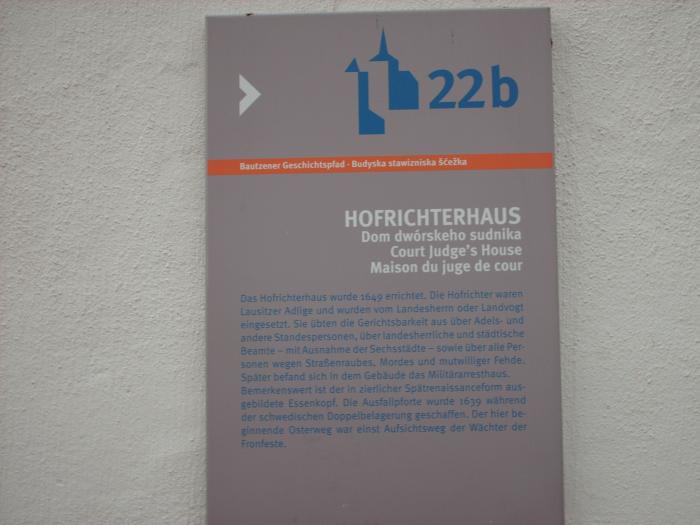 22b
Bautzener Geschichtspfad · Budyska stawizniska šćežka
HOFRICHTERHAUS
Dom dwórskeho sudnika
Court Judge's House
Maison du juge de cour
Das Hofrichterhaus wurde 1649 errichtet. Die Hofrichter waren
Lausitzer Adlige und wurden vom Landesherrn oder Landvogt
eingesetzt. Sie übten die Gerichtsbarkeit aus über Adels- und
andere Standespersonen, über landesherrliche und städtische
Beamte – mit Ausnahme der Sechsstädte – sowie über alle Per-
sonen wegen Straßenraubes, Mordes und mutwilliger Fehde.
Später befand sich in dem Gebäude das Militärarresthaus.
Bemerkenswert ist der in zierlicher Spätrenaissanceform aus-
gebildete Essenkopf. Die Ausfallpforte wurde 1639 während
der schwedischen Doppelbelagerung geschaffen. Der hier be-
ginnende Osterweg war einst Aufsichtsweg der Wächter der
Fronfeste.